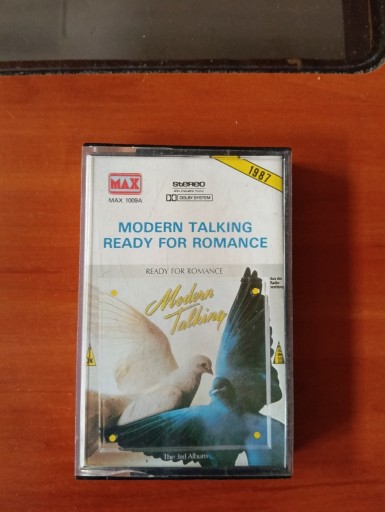 MAX
MAX 1009A
STEREO
DOLBY SYSTEM
1987
MODERN TALKING
READY FOR ROMANCE
READY FOR ROMANCE
Modern
Talking
The 3rd Album